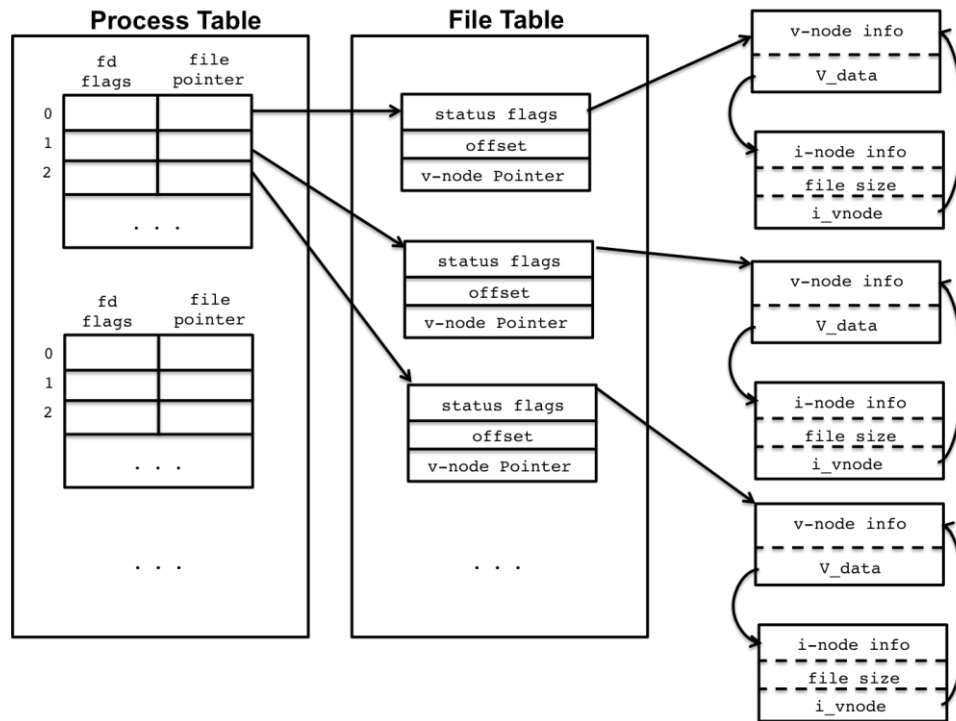 Process Table
fd flags
file pointer
0
1
2
. . .
fd flags
file pointer
0
1
2
. . .
. . .
File Table
status flags
offset
v-node Pointer
status flags
offset
v-node Pointer
status flags
offset
v-node Pointer
. . .
v-node info
V_data
i-node info
file size
i_vnode
v-node info
V_data
i-node info
file size
i_vnode
v-node info
V_data
i-node info
file size
i_vnode